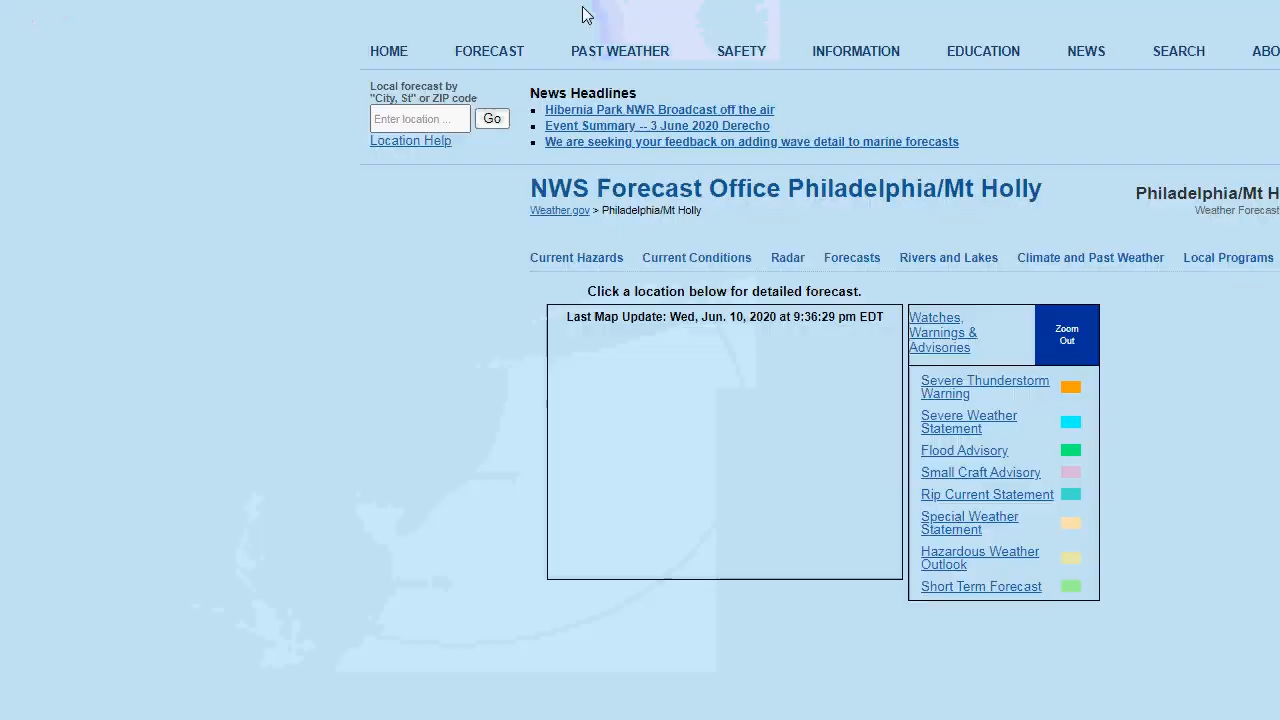 HOME FORECAST PAST WEATHER SAFETY INFORMATION EDUCATION NEWS SEARCH ABO
Local forecast by
"City, St" or ZIP code
Enter location ...
Go
Location Help
News Headlines
Hibernia Park NWR Broadcast off the air
Event Summary -- 3 June 2020 Derecho
We are seeking your feedback on adding wave detail to marine forecasts
NWS Forecast Office Philadelphia/Mt Holly
Weather.gov > Philadelphia/Mt Holly
Philadelphia/Mt H
Weather Forecast
Current Hazards Current Conditions Radar Forecasts Rivers and Lakes Climate and Past Weather Local Programs
Click a location below for detailed forecast.
Last Map Update: Wed, Jun. 10, 2020 at 9:36:29 pm EDT
Watches,
Warnings &
Advisories
Zoom
Out
Severe Thunderstorm
Warning
Severe Weather
Statement
Flood Advisory
Small Craft Advisory
Rip Current Statement
Special Weather
Statement
Hazardous Weather
Outlook
Short Term Forecast